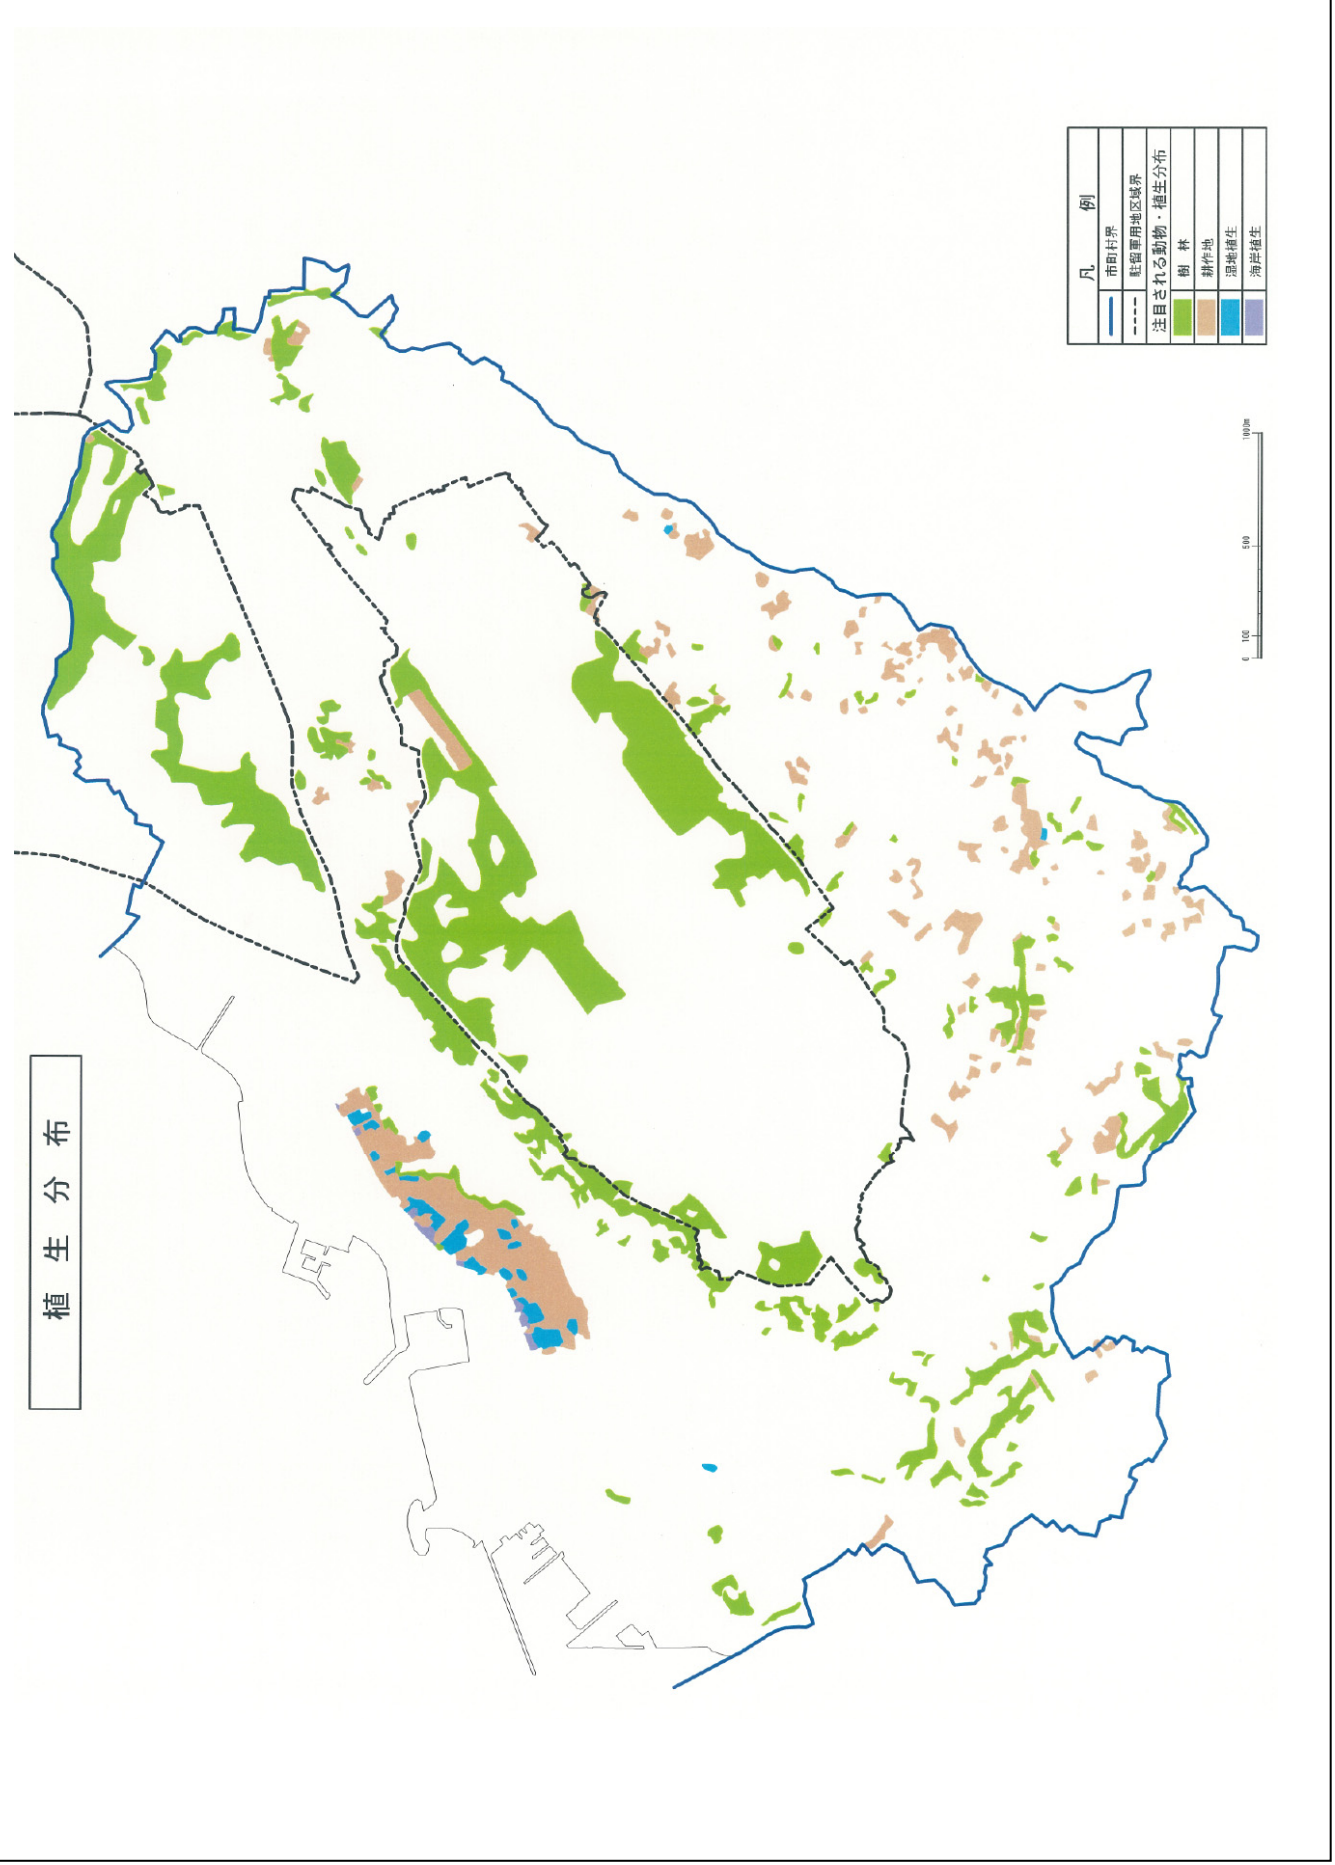 植生分布
凡例
市町村界
駐留軍用地区域界
注目される動物・植生分布
樹林
耕作地
湿地植生
海岸植生
0 100 500 1000m